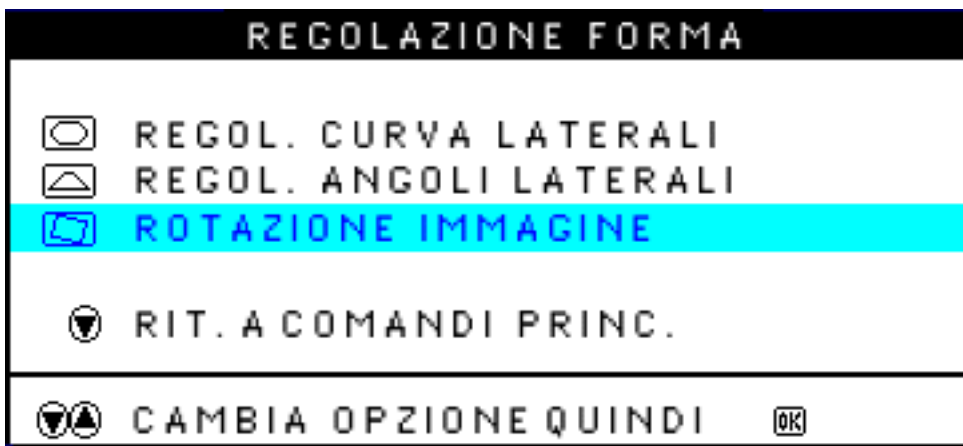 REGOLAZIONE FORMA
REGOL. CURVA LATERALI
REGOL. ANGOLI LATERALI
ROTAZIONE IMMAGINE
RIT. A COMANDI PRINC.
CAMBIA OPZIONE QUINDI OK